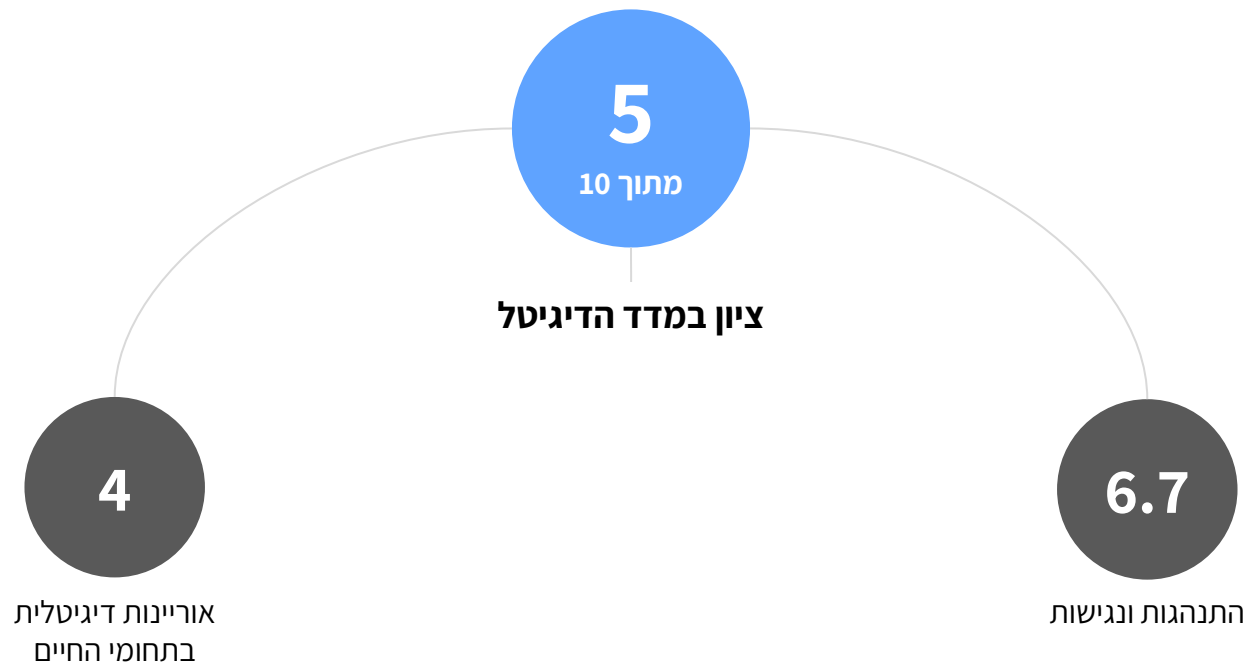 5
מתוך 10
ציון במדד הדיגיטל
6.7
התנהגות ונגישות
4
אוריינות דיגיטלית
בתחומי החיים